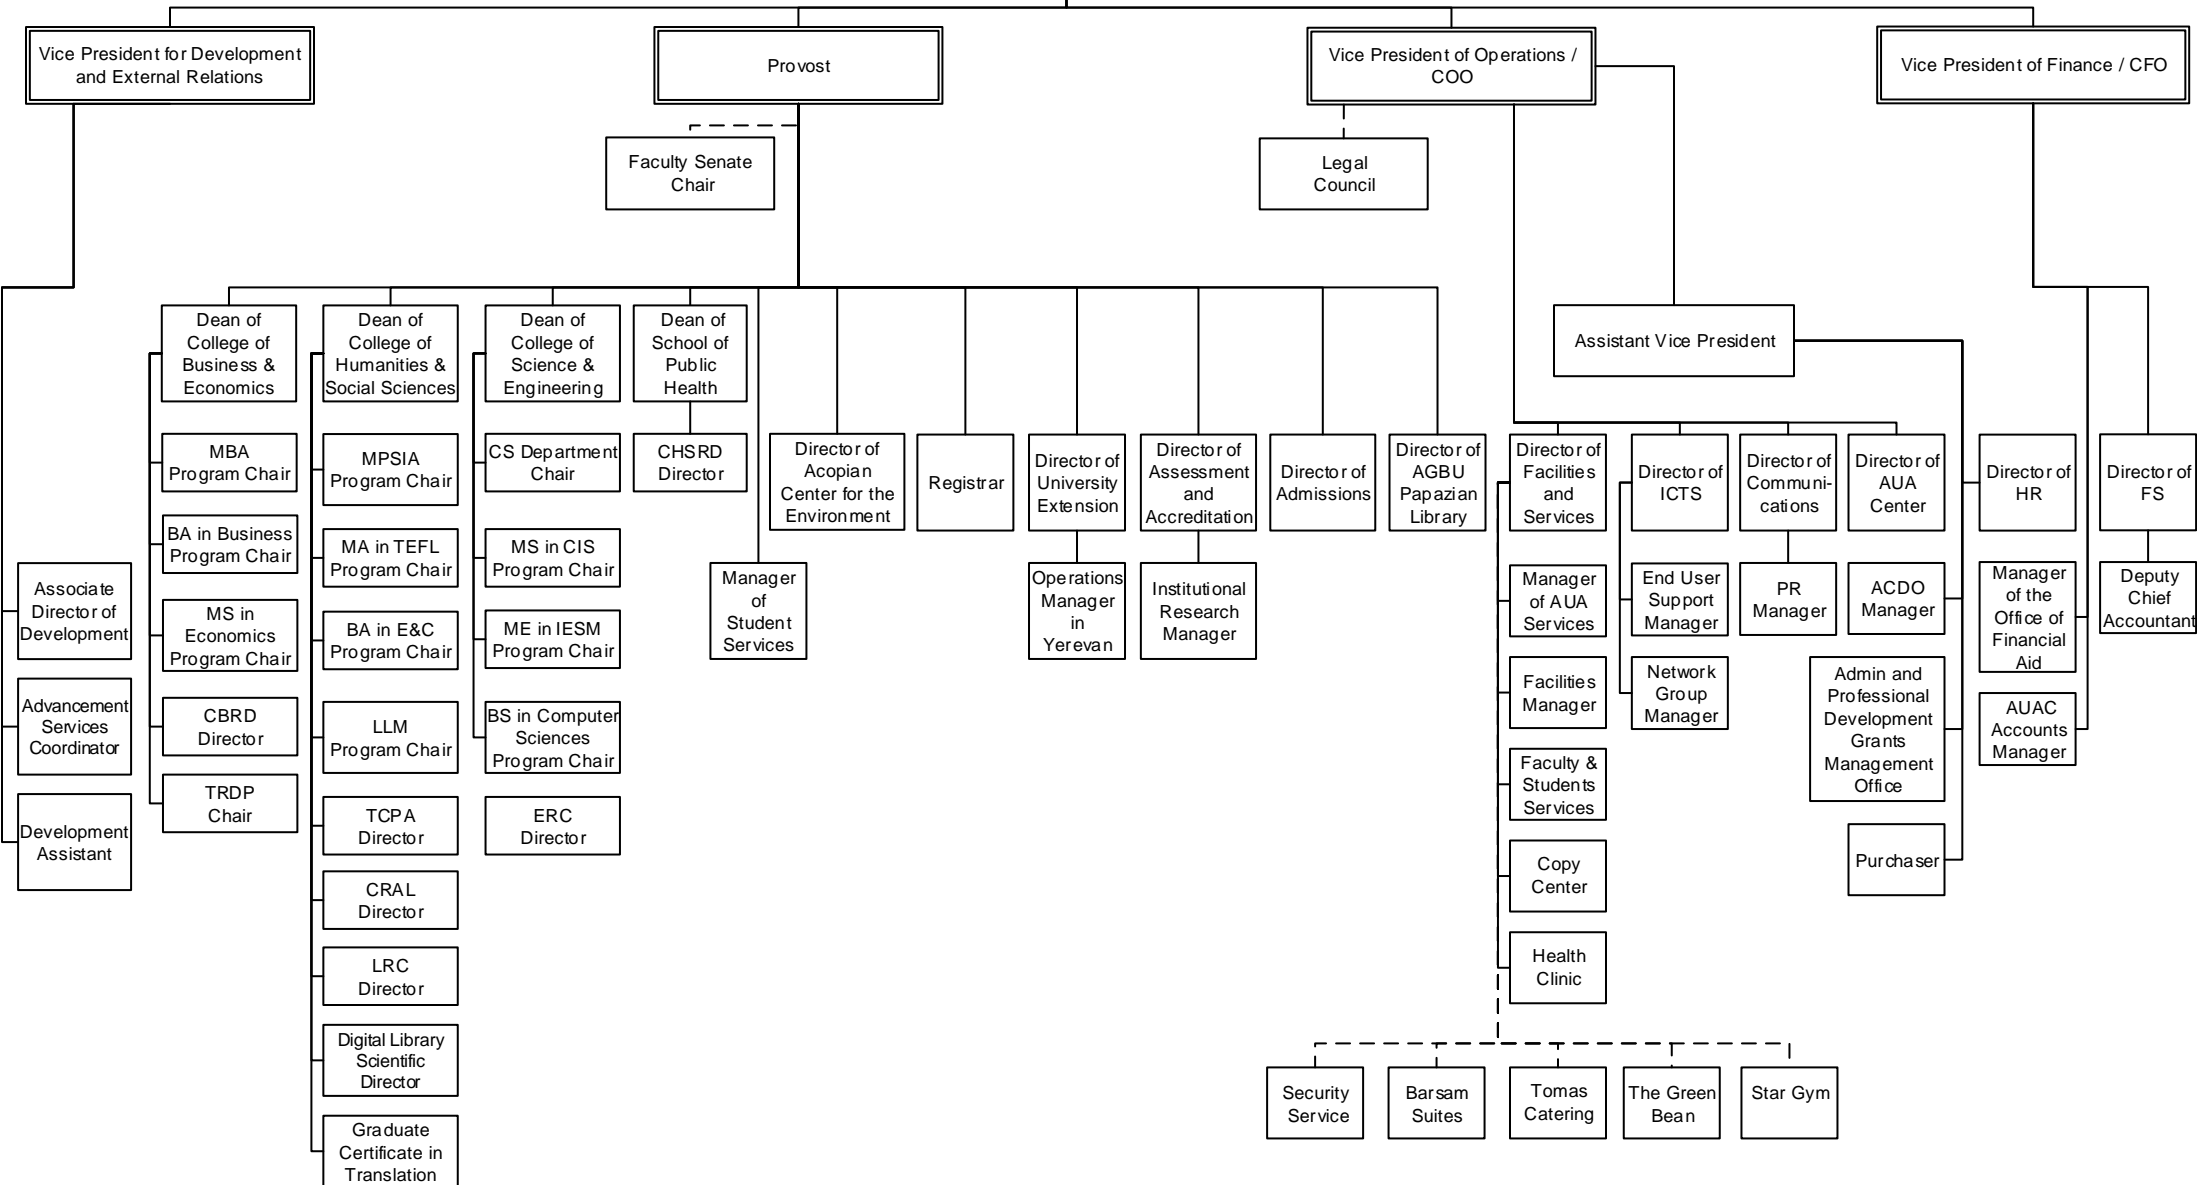 Vice President for Development
and External Relations
Provost
Vice President of Operations /
COO
Vice President of Finance / CFO
Faculty Senate
Chair
Legal
Council
Dean of
College of
Business &
Economics
Dean of
College of
Humanities &
Social Sciences
Dean of
College of
Science &
Engineering
Dean of
School of
Public
Health
Assistant Vice President
MBA
Program Chair
MPSIA
Program Chair
CS Department
Chair
CHSRD
Director
Director of
Acopian
Center for the
Environment
Registrar
Director of
University
Extension
Director of
Assessment
and
Accreditation
Director of
Admissions
Director of
AGBU
Papazian
Library
Director of
Facilities
and
Services
Director of
ICTS
Director of
Communi-
cations
Director of
AUA
Center
Director of
HR
Director of
FS
BA in Business
Program Chair
MA in TEFL
Program Chair
MS in CIS
Program Chair
Associate
Director of
Development
MS in
Economics
Program Chair
BA in E&C
Program Chair
ME in IESM
Program Chair
Manager
of
Student
Services
Operations
Manager
in
Yerevan
Institutional
Research
Manager
Manager
of AUA
Services
End User
Support
Manager
PR
Manager
ACDO
Manager
Manager
of the
Office of
Financial
Aid
Deputy
Chief
Accountant
Advancement
Services
Coordinator
CBRD
Director
LLM
Program Chair
BS in Computer
Sciences
Program Chair
Facilities
Manager
Network
Group
Manager
Admin and
Professional
Development
Grants
Management
Office
AUAC
Accounts
Manager
Development
Assistant
TRDP
Chair
TCPA
Director
ERC
Director
Faculty &
Students
Services
Purchaser
CRAL
Director
Copy
Center
LRC
Director
Health
Clinic
Digital Library
Scientific
Director
Security
Service
Barsam
Suites
Tomas
Catering
The Green
Bean
Star Gym
Graduate
Certificate in
Translation